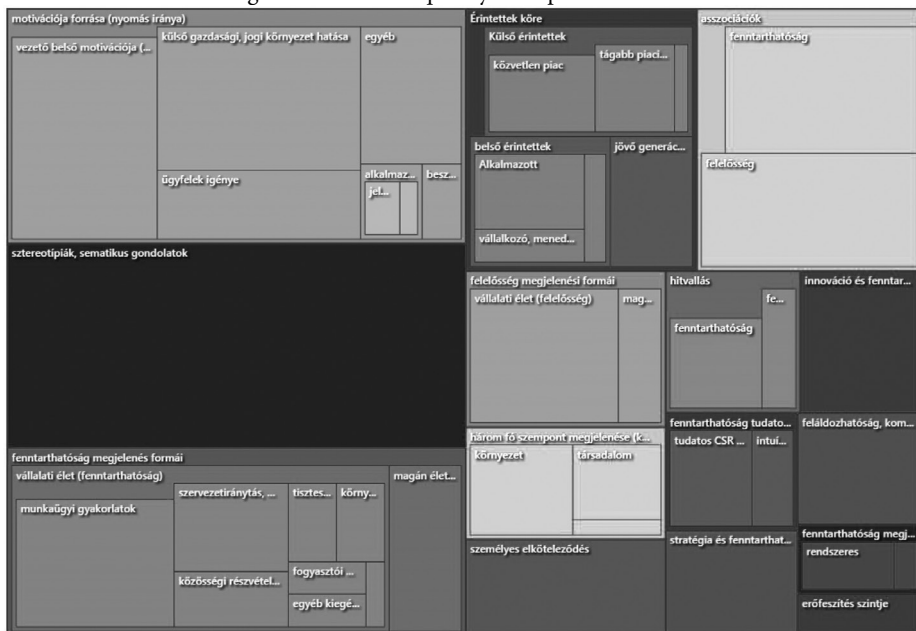 motivációja forrása (nyomás iránya)
vezető belső motivációja (...
külső gazdasági, jogi környezet hatása
egyéb
ügyfelek igénye
alkalmaz...
jel...
besz...
sztereotípiák, sematikus gondolatok
fenntarthatóság megjelenés formái
vállalati élet (fenntarthatóság)
munkaügyi gyakorlatok
szervezetiránytás, ...
tisztes...
körny...
közösségi részvétel...
fogyasztói ...
egyéb kiegé...
magán élet...
Érintettek köre
Külső érintettek
közvetlen piac
tágabb piaci...
belső érintettek
Alkalmazott
vállalkozó, mened...
jövő generác...
asszociációk
fenntarthatóság
felelősség
felelősség megjelenési formái
vállalati élet (felelősség)
mag...
három fő szempont megjelenése (k...
környezet
társadalom
személyes elköteleződés
hitvallás
fenntarthatóság
fe...
innováció és fenntar...
fenntarthatóság tudato...
tudatos CSR ...
intuí...
feláldozhatóság, kom...
stratégia és fenntarthat...
fenntarthatóság megj...
rendszeres
erőfeszítés szintje